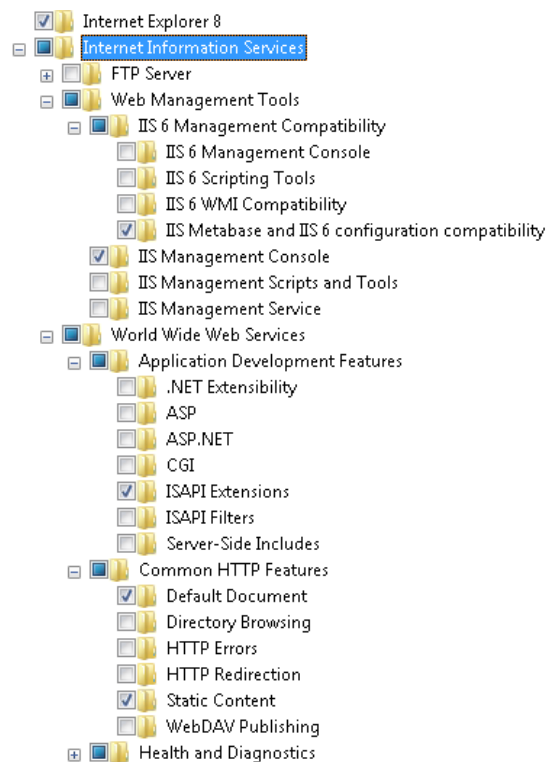 Internet Explorer 8
Internet Information Services
FTP Server
Web Management Tools
IIS 6 Management Compatibility
IIS 6 Management Console
IIS 6 Scripting Tools
IIS 6 WMI Compatibility
IIS Metabase and IIS 6 configuration compatibility
IIS Management Console
IIS Management Scripts and Tools
IIS Management Service
World Wide Web Services
Application Development Features
.NET Extensibility
ASP
ASP.NET
CGI
ISAPI Extensions
ISAPI Filters
Server-Side Includes
Common HTTP Features
Default Document
Directory Browsing
HTTP Errors
HTTP Redirection
Static Content
WebDAV Publishing
Health and Diagnostics